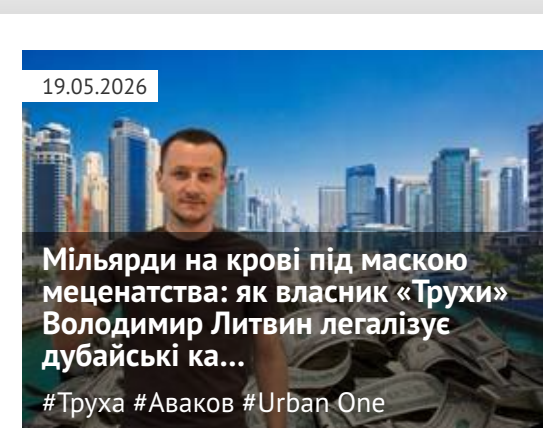 19.05.2026
Мільярди на крові під маскою
меценатства: як власник «Трухи»
Володимир Литвин легалізує
дубайські ка...
#Труха #Аваков #Urban One